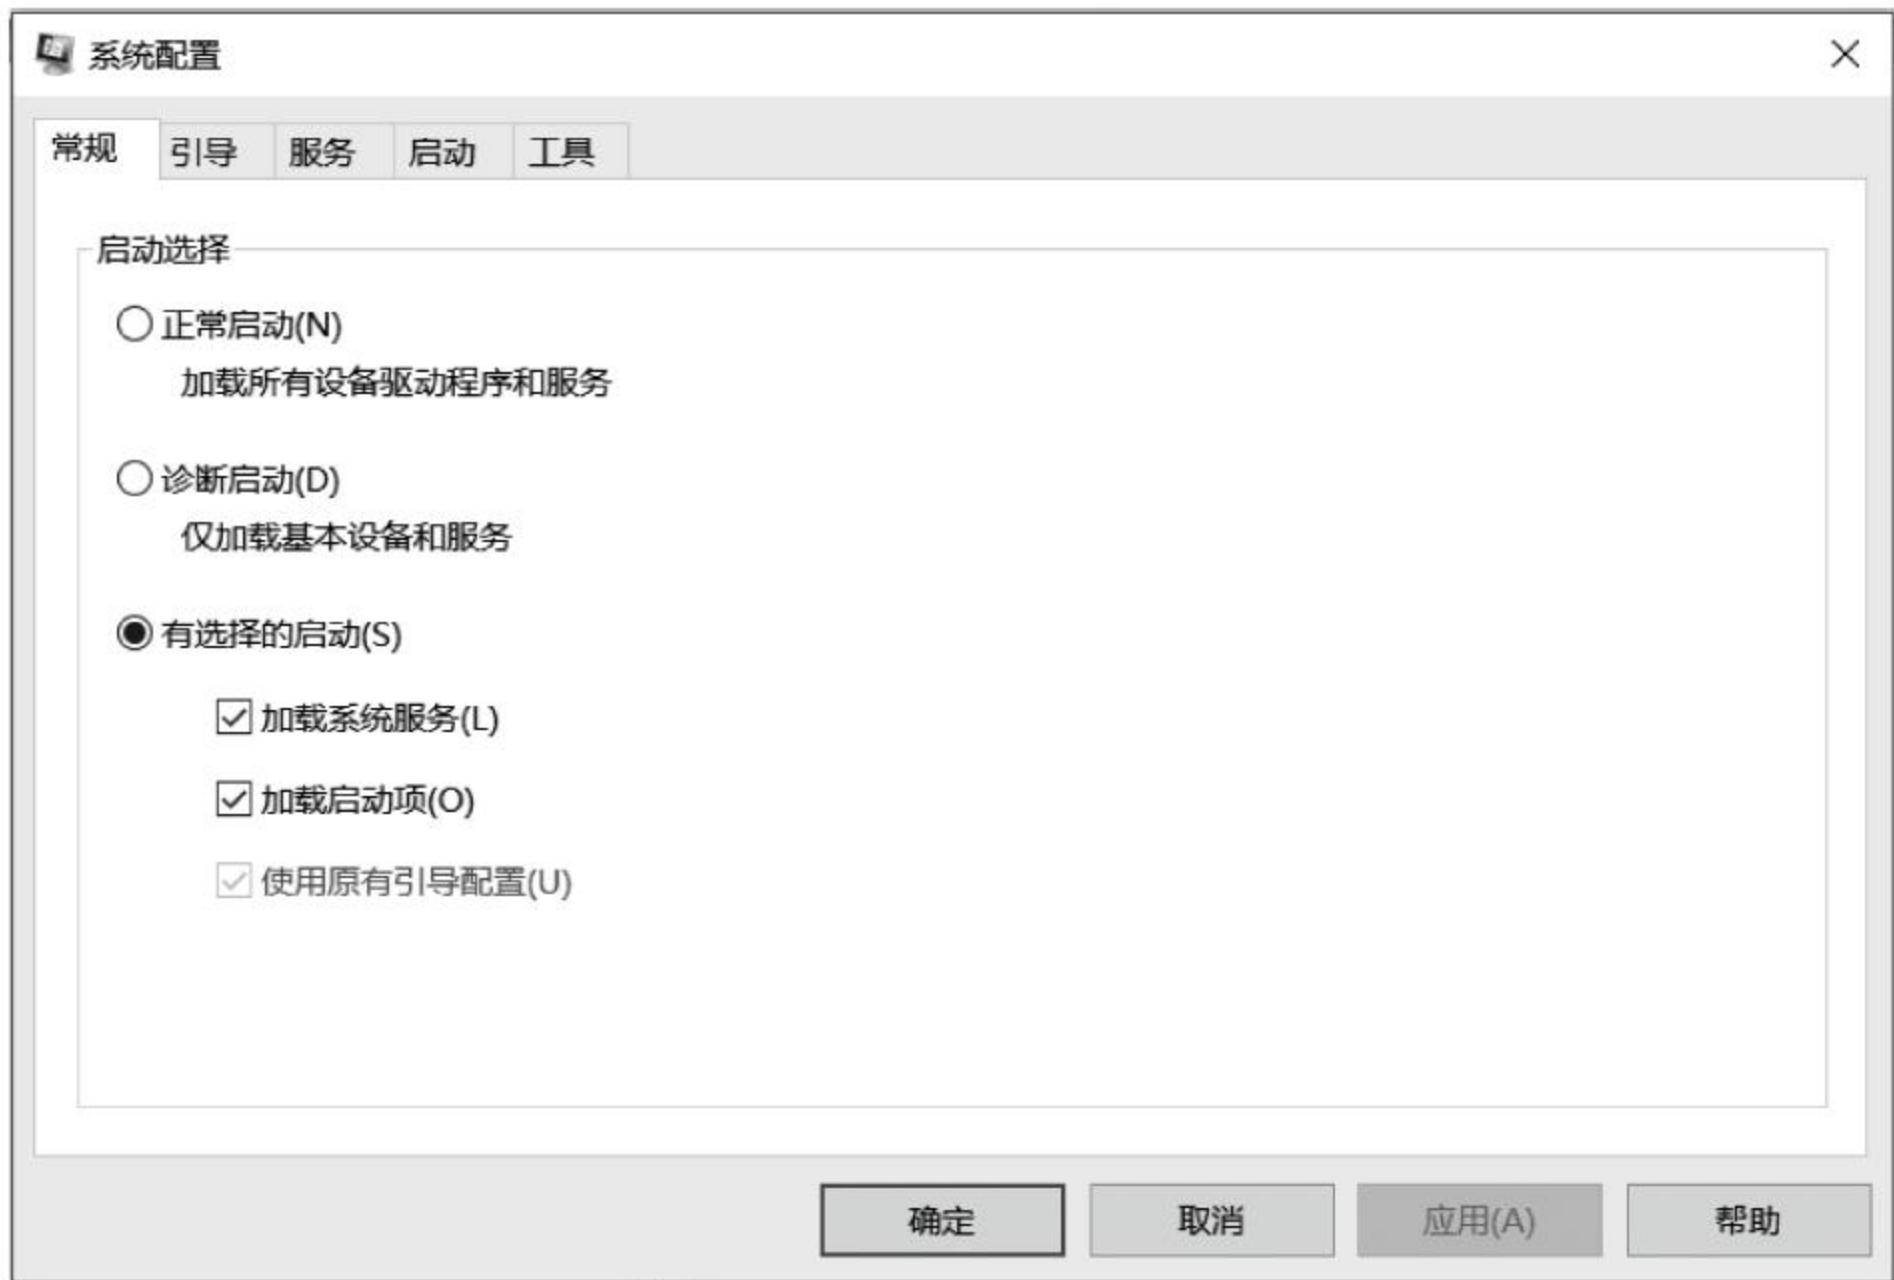 系统配置
常规 引导 服务 启动 工具
启动选择
正常启动(N)
加载所有设备驱动程序和服务
诊断启动(D)
仅加载基本设备和服务
有选择的启动(S)
加载系统服务(L)
加载启动项(O)
使用原有引导配置(U)
确定 取消 应用(A) 帮助